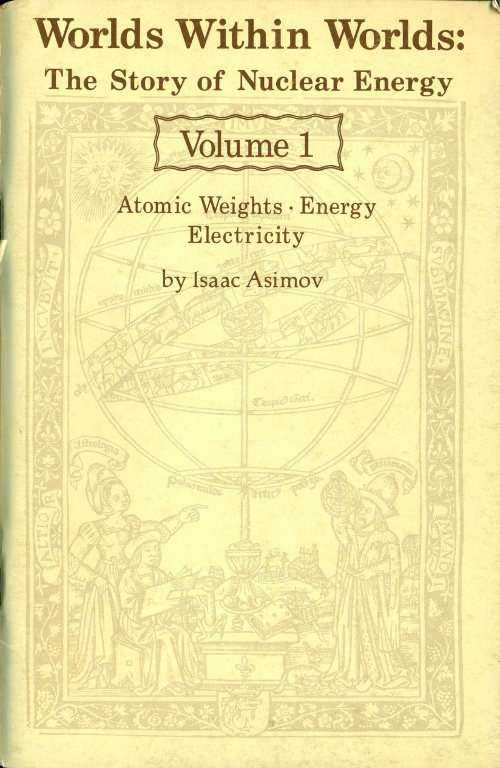 Worlds Within Worlds:
The Story of Nuclear Energy
Volume 1
Atomic Weights · Energy
Electricity
by Isaac Asimov